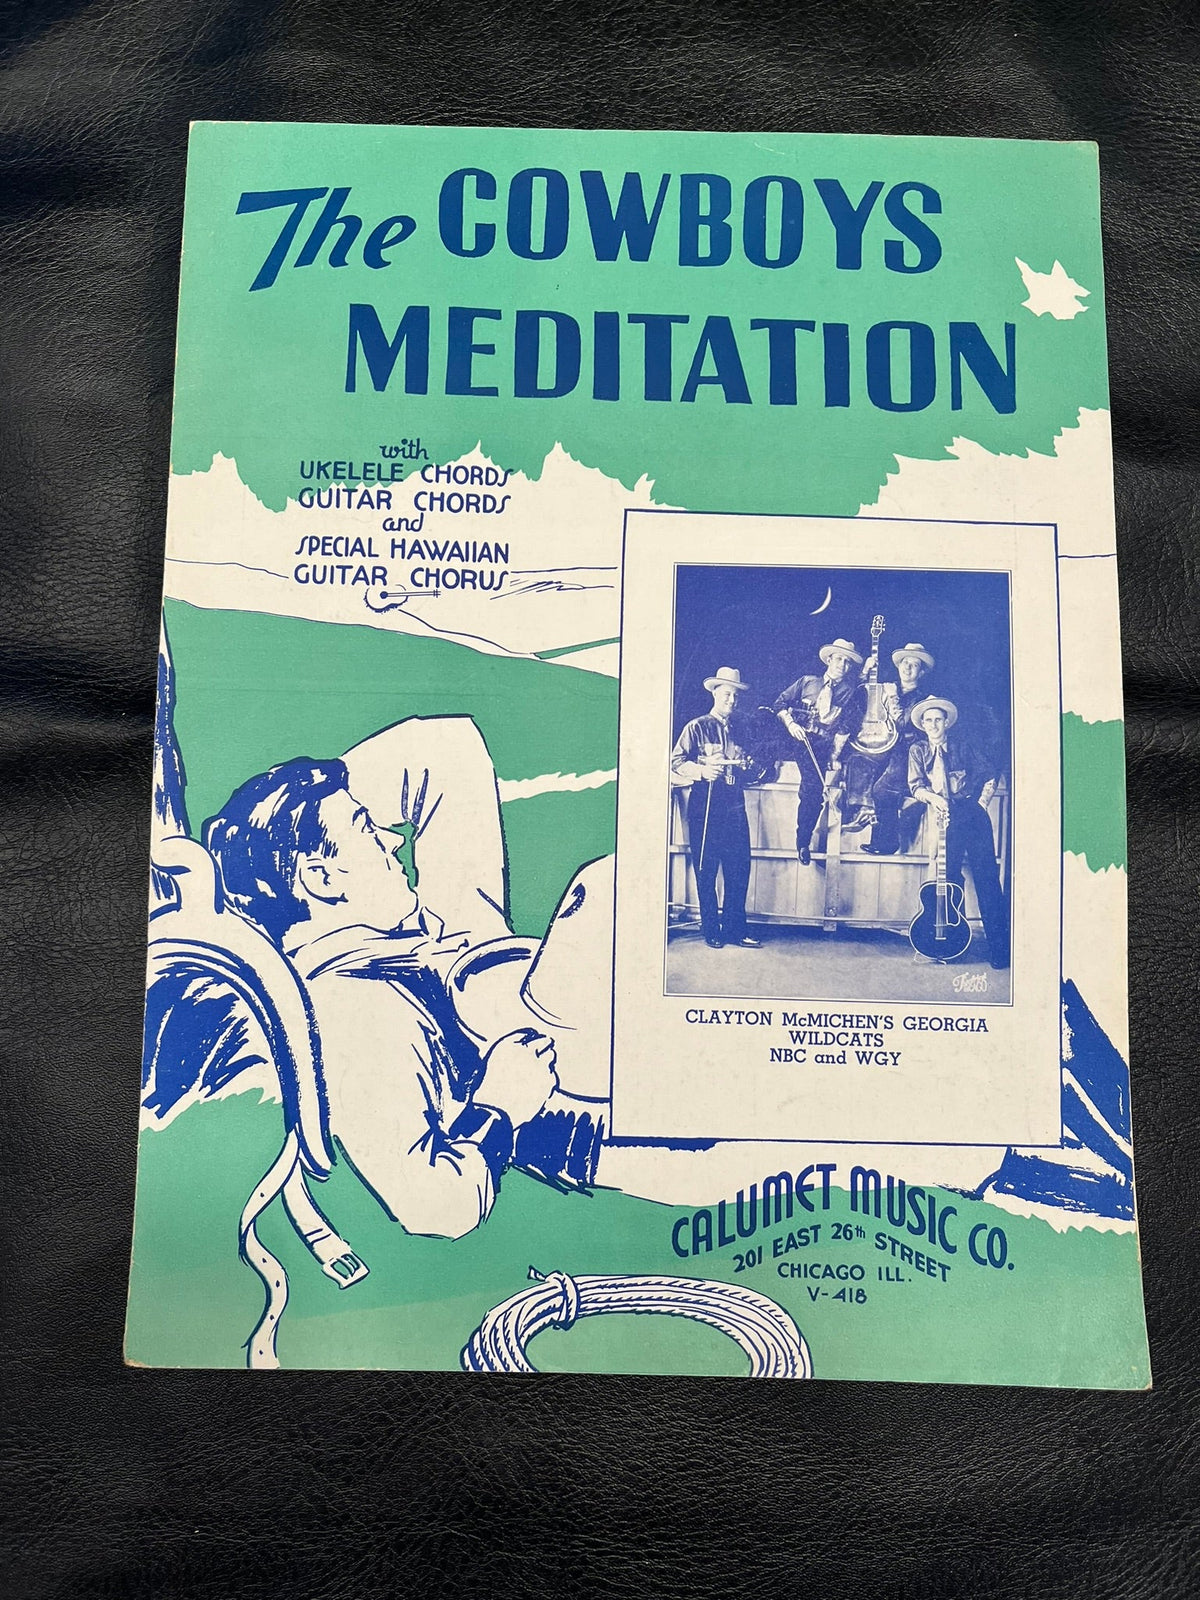 The COWBOYS
MEDITATION
with
UKELELE CHORDS
GUITAR CHORDS
and
SPECIAL HAWAIIAN
GUITAR CHORUS
CLAYTON McMICHEN'S GEORGIA
WILDCATS
NBC and WGY
CALUMET MUSIC CO.
201 EAST 26th STREET
CHICAGO ILL.
V-418